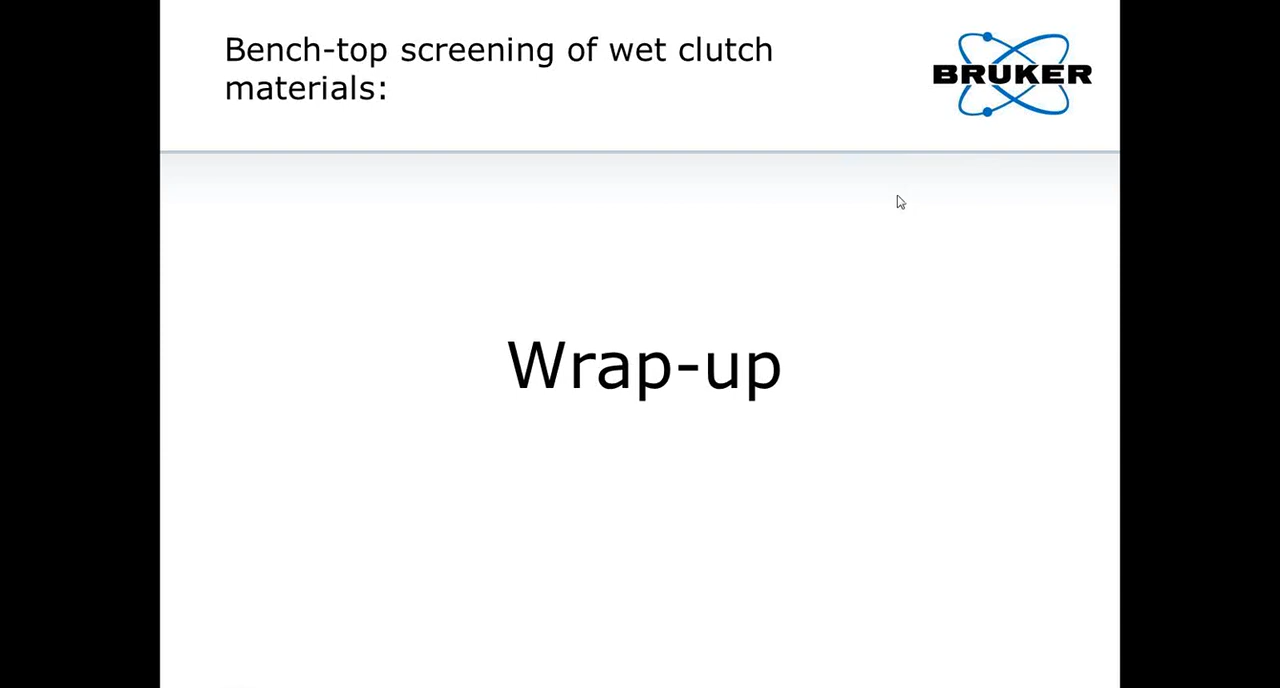 Bench-top screening of wet clutch
materials:
BRUKER
Wrap-up